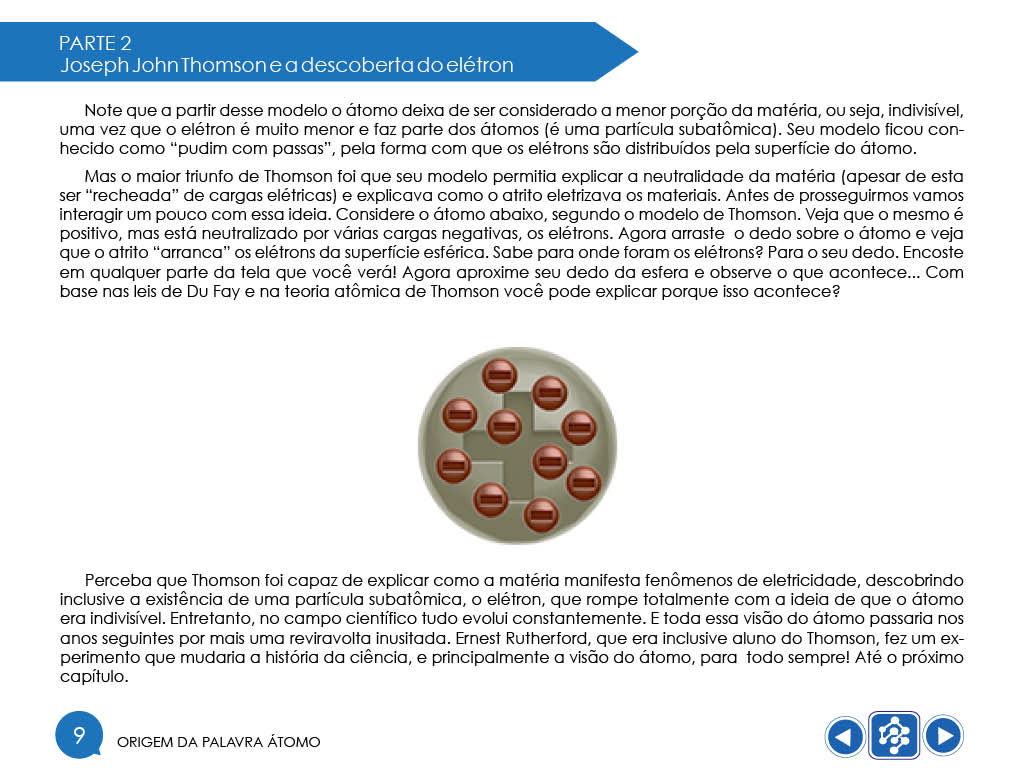 PARTE 2
Joseph John Thomson e a descoberta do elétron
Note que a partir desse modelo o átomo deixa de ser considerado a menor porção da matéria, ou seja, indivisível,
uma vez que o elétron é muito menor e faz parte dos átomos (é uma partícula subatômica). Seu modelo ficou con-
hecido como “pudim com passas”, pela forma com que os elétrons são distribuídos pela superfície do átomo.
Mas o maior triunfo de Thomson foi que seu modelo permitia explicar a neutralidade da matéria (apesar de esta
ser “recheada” de cargas elétricas) e explicava como o atrito eletrizava os materiais. Antes de prosseguirmos vamos
interagir um pouco com essa ideia. Considere o átomo abaixo, segundo o modelo de Thomson. Veja que o mesmo é
positivo, mas está neutralizado por várias cargas negativas, os elétrons. Agora arraste  o dedo sobre o átomo e veja
que o atrito “arranca” os elétrons da superfície esférica. Sabe para onde foram os elétrons? Para o seu dedo. Encoste
em qualquer parte da tela que você verá! Agora aproxime seu dedo da esfera e observe o que acontece... Com
base nas leis de Du Fay e na teoria atômica de Thomson você pode explicar porque isso acontece?
Perceba que Thomson foi capaz de explicar como a matéria manifesta fenômenos de eletricidade, descobrindo
inclusive a existência de uma partícula subatômica, o elétron, que rompe totalmente com a ideia de que o átomo
era indivisível. Entretanto, no campo científico tudo evolui constantemente. E toda essa visão do átomo passaria nos
anos seguintes por mais uma reviravolta inusitada. Ernest Rutherford, que era inclusive aluno do Thomson, fez um ex-
perimento que mudaria a história da ciência, e principalmente a visão do átomo, para  todo sempre! Até o próximo
capítulo.
9
ORIGEM DA PALAVRA ÁTOMO